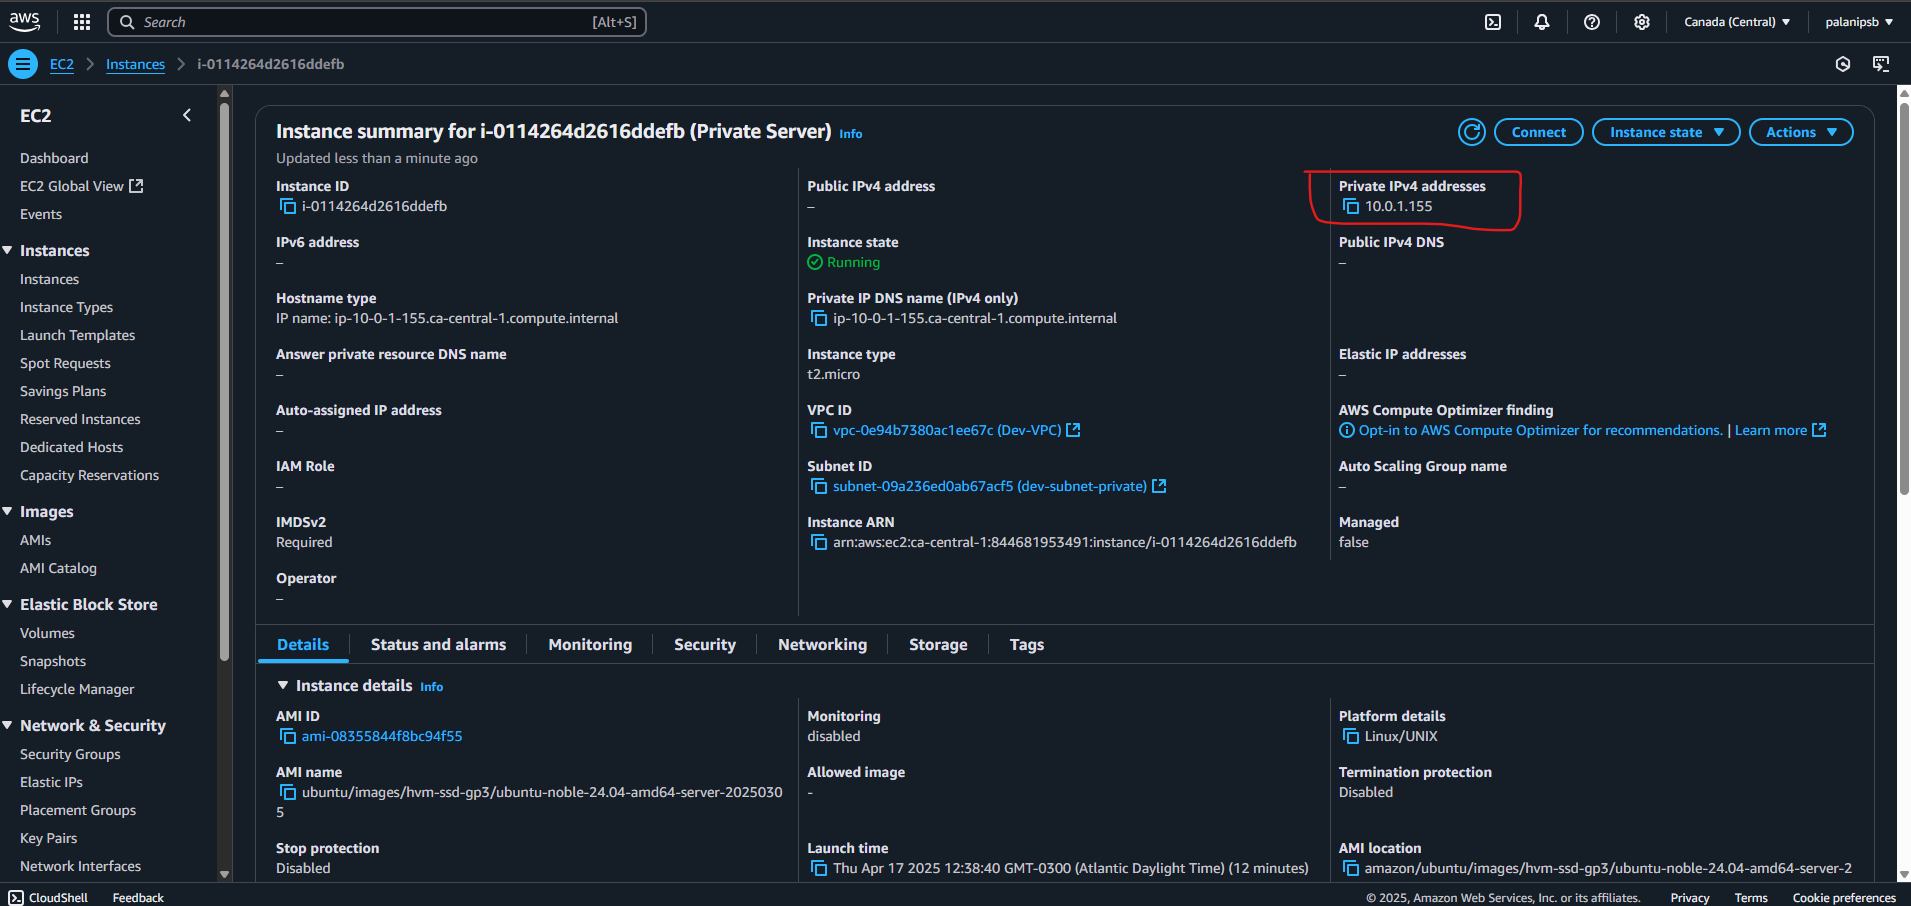 aws
Search [Alt+S]
Canada (Central)
palanipsb
EC2 Instances i-0114264d2616ddefb
EC2
Dashboard
EC2 Global View
Events
Instances
Instances
Instance Types
Launch Templates
Spot Requests
Savings Plans
Reserved Instances
Dedicated Hosts
Capacity Reservations
Images
AMIs
AMI Catalog
Elastic Block Store
Volumes
Snapshots
Lifecycle Manager
Network & Security
Security Groups
Elastic IPs
Placement Groups
Key Pairs
Network Interfaces
Instance summary for i-0114264d2616ddefb (Private Server) Info
Updated less than a minute ago
Connect
Instance state
Actions
Instance ID
i-0114264d2616ddefb
Public IPv4 address
–
Private IPv4 addresses
10.0.1.155
IPv6 address
–
Instance state
Running
Public IPv4 DNS
–
Hostname type
IP name: ip-10-0-1-155.ca-central-1.compute.internal
Private IP DNS name (IPv4 only)
ip-10-0-1-155.ca-central-1.compute.internal
Answer private resource DNS name
–
Instance type
t2.micro
Elastic IP addresses
–
Auto-assigned IP address
–
VPC ID
vpc-0e94b7380ac1ee67c (Dev-VPC)
AWS Compute Optimizer finding
Opt-in to AWS Compute Optimizer for recommendations. | Learn more
IAM Role
–
Subnet ID
subnet-09a236ed0ab67acf5 (dev-subnet-private)
Auto Scaling Group name
–
IMDSv2
Required
Instance ARN
arn:aws:ec2:ca-central-1:844681953491:instance/i-0114264d2616ddefb
Managed
false
Operator
–
Details
Status and alarms
Monitoring
Security
Networking
Storage
Tags
Instance details Info
AMI ID
ami-08355844f8bc94f55
Monitoring
disabled
Platform details
Linux/UNIX
AMI name
ubuntu/images/hvm-ssd-gp3/ubuntu-noble-24.04-amd64-server-2025030
5
Allowed image
-
Termination protection
Disabled
Stop protection
Disabled
Launch time
Thu Apr 17 2025 12:38:40 GMT-0300 (Atlantic Daylight Time) (12 minutes)
AMI location
amazon/ubuntu/images/hvm-ssd-gp3/ubuntu-noble-24.04-amd64-server-2
CloudShell
Feedback
© 2025, Amazon Web Services, Inc. or its affiliates.
Privacy
Terms
Cookie preferences